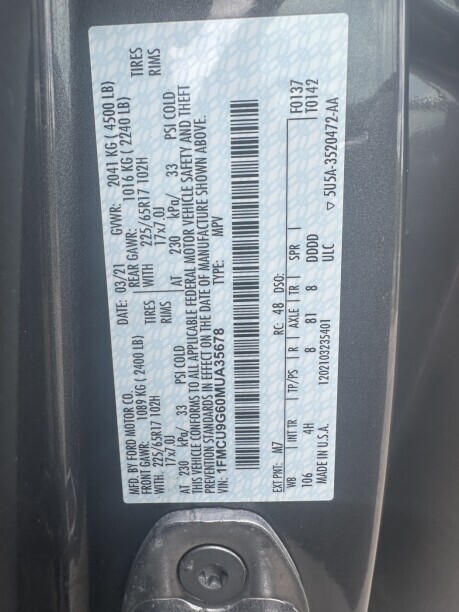 MFD. BY FORD MOTOR CO.
DATE: 03/21 GVWR: 2041 KG ( 4500 LB)
FRONT GAWR: 1089 KG ( 2400 LB) REAR GAWR: 1016 KG ( 2240 LB)
WITH: 225/65R17 102H TIRES WITH 225/65R17 102H TIRES
17x7.0J RIMS 17x7.0J RIMS
AT 230 kPa/ 33 PSI COLD AT 230 kPa/ 33 PSI COLD
THIS VEHICLE CONFORMS TO ALL APPLICABLE FEDERAL MOTOR VEHICLE SAFETY AND THEFT
PREVENTION STANDARDS IN EFFECT ON THE DATE OF MANUFACTURE SHOWN ABOVE.
VIN: 1FMCU9G60MUA35678 TYPE: MPV
F0137
T0142
EXT PNT: M7 RC: 48 DSO:
WB INT TR TP/PS R AXLE TR SPR
106 4H 8 81 8 DDDD
MADE IN U.S.A. ULC
1202103235401
▽ 5U5A-3520472-AA